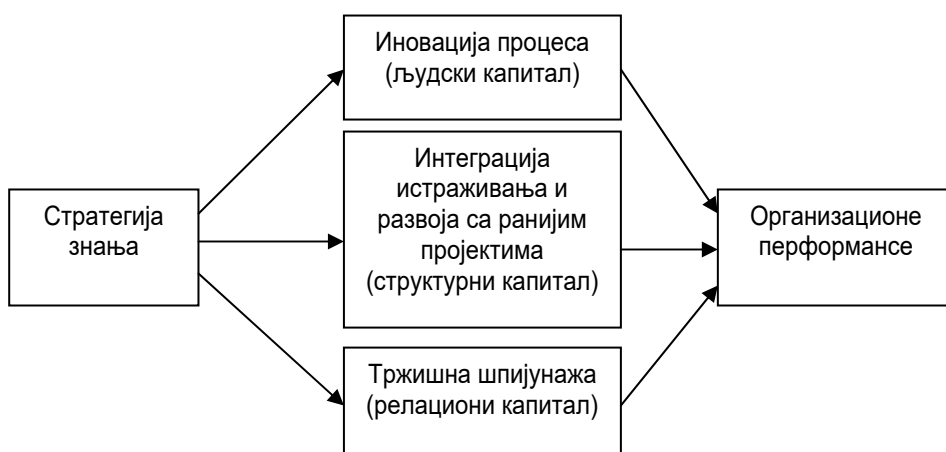 Иновација процеса
(људски капитал)
Интеграција
истраживања и
развоја са ранијим
пројектима
(структурни капитал)
Стратегија
знања
Организационе
перформансе
Тржишна шпијунажа
(релациони капитал)